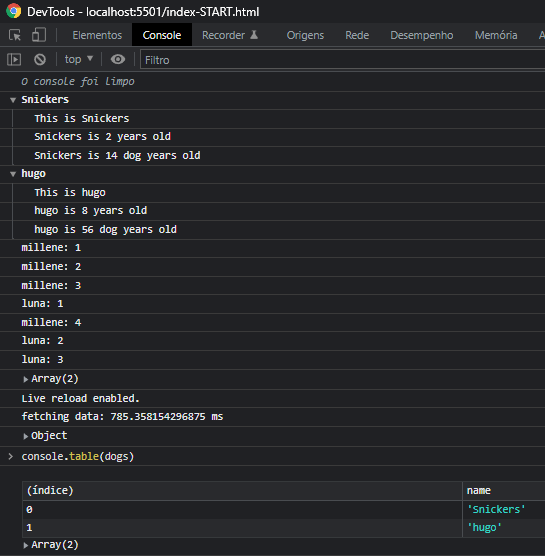 DevTools - localhost:5501/index-START.html
Elementos Console Recorder Origens Rede Desempenho Memória A
top Filtro
O console foi limpo
Snickers
This is Snickers
Snickers is 2 years old
Snickers is 14 dog years old
hugo
This is hugo
hugo is 8 years old
hugo is 56 dog years old
millene: 1
millene: 2
millene: 3
luna: 1
millene: 4
luna: 2
luna: 3
Array(2)
Live reload enabled.
fetching data: 785.358154296875 ms
Object
console.table(dogs)
(índice) name
0 'Snickers'
1 'hugo'
Array(2)